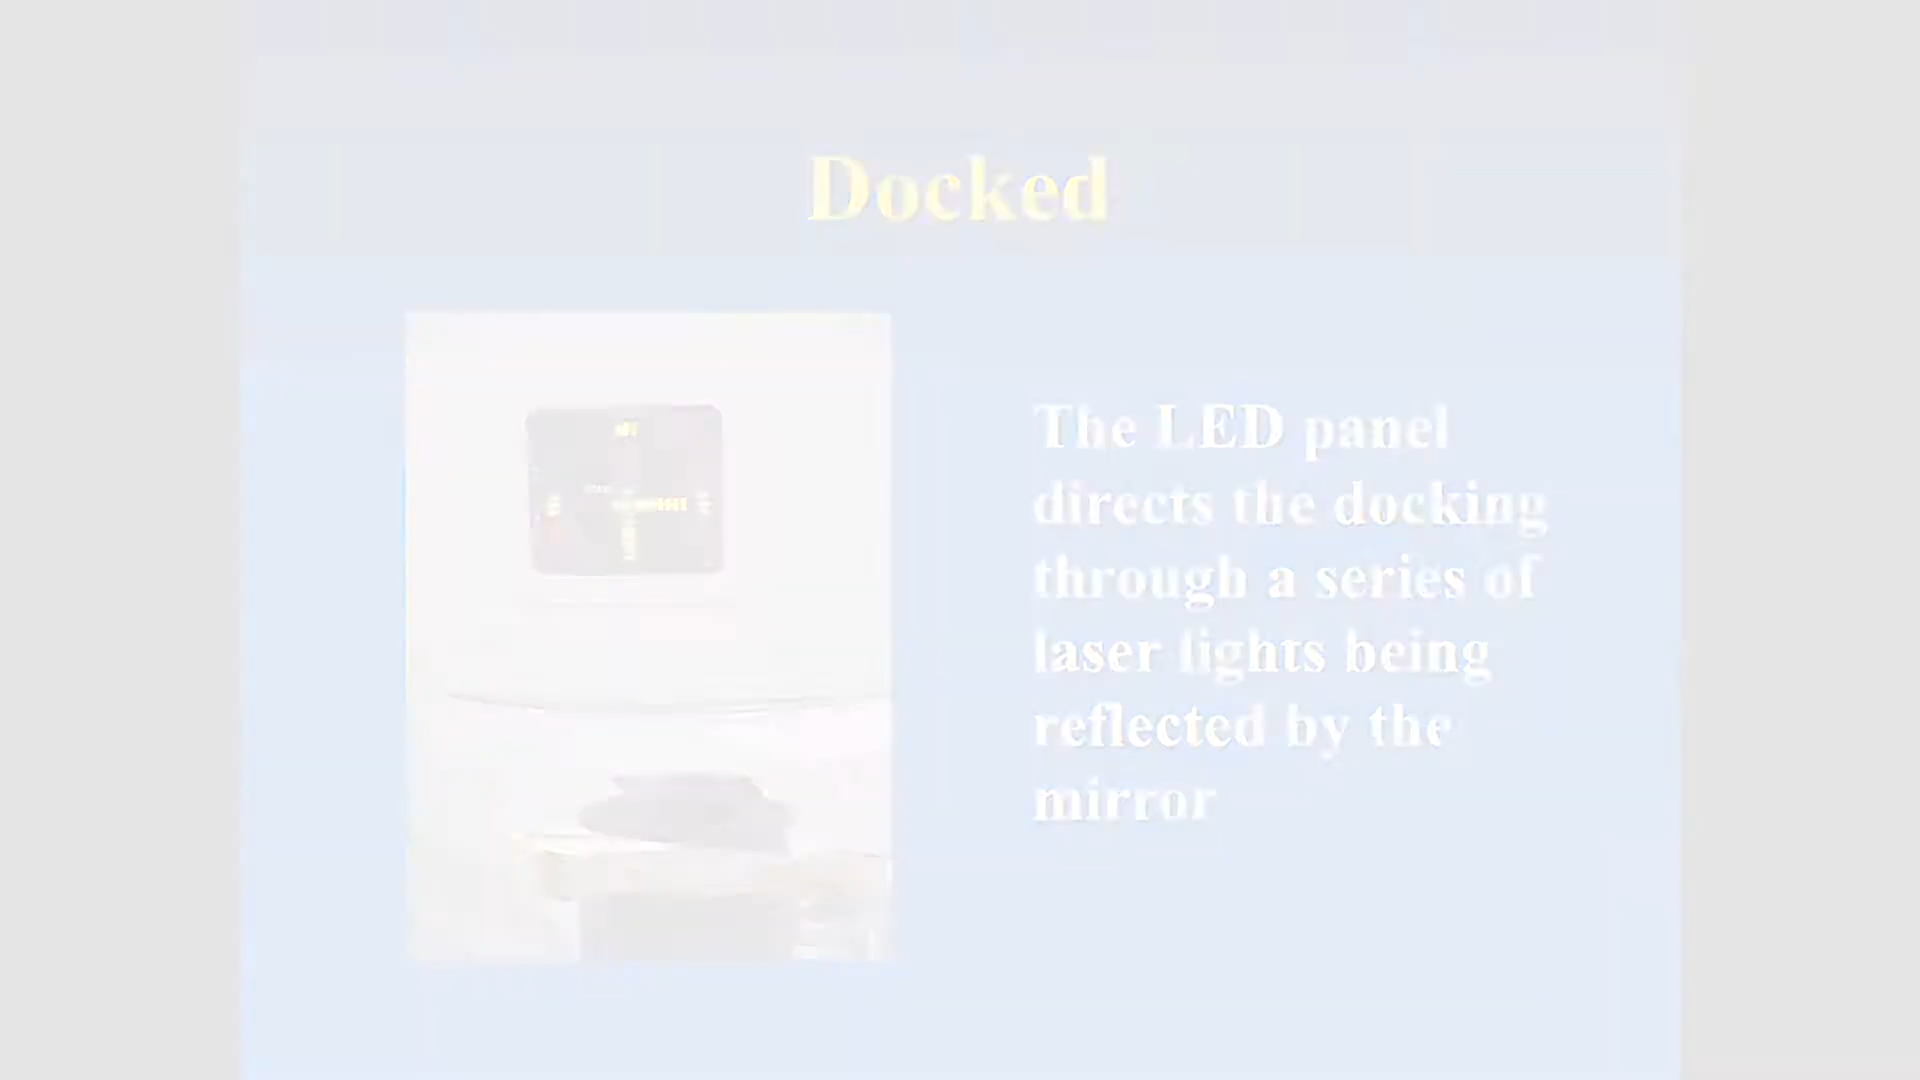 Docked
The LED panel
directs the docking
through a series of
laser lights being
reflected by the
mirror